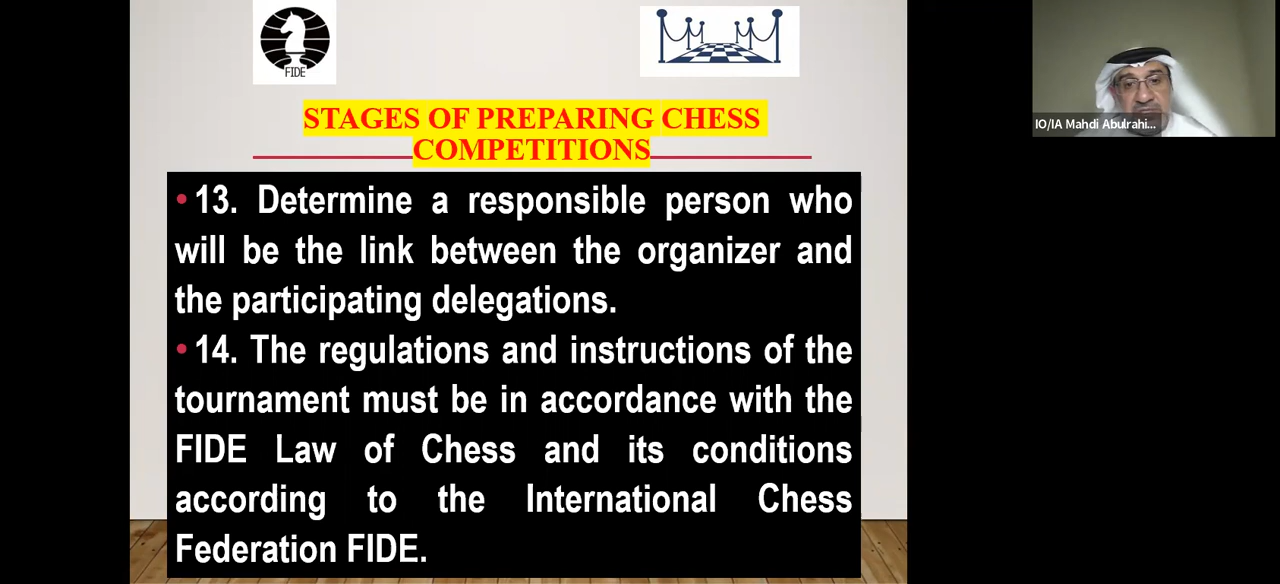 FIDE
STAGES OF PREPARING CHESS
COMPETITIONS
IO/IA Mahdi Abulrahi...
•13. Determine a responsible person who
will be the link between the organizer and
the participating delegations.
•14. The regulations and instructions of the
tournament must be in accordance with the
FIDE Law of Chess and its conditions
according to the International Chess
Federation FIDE.